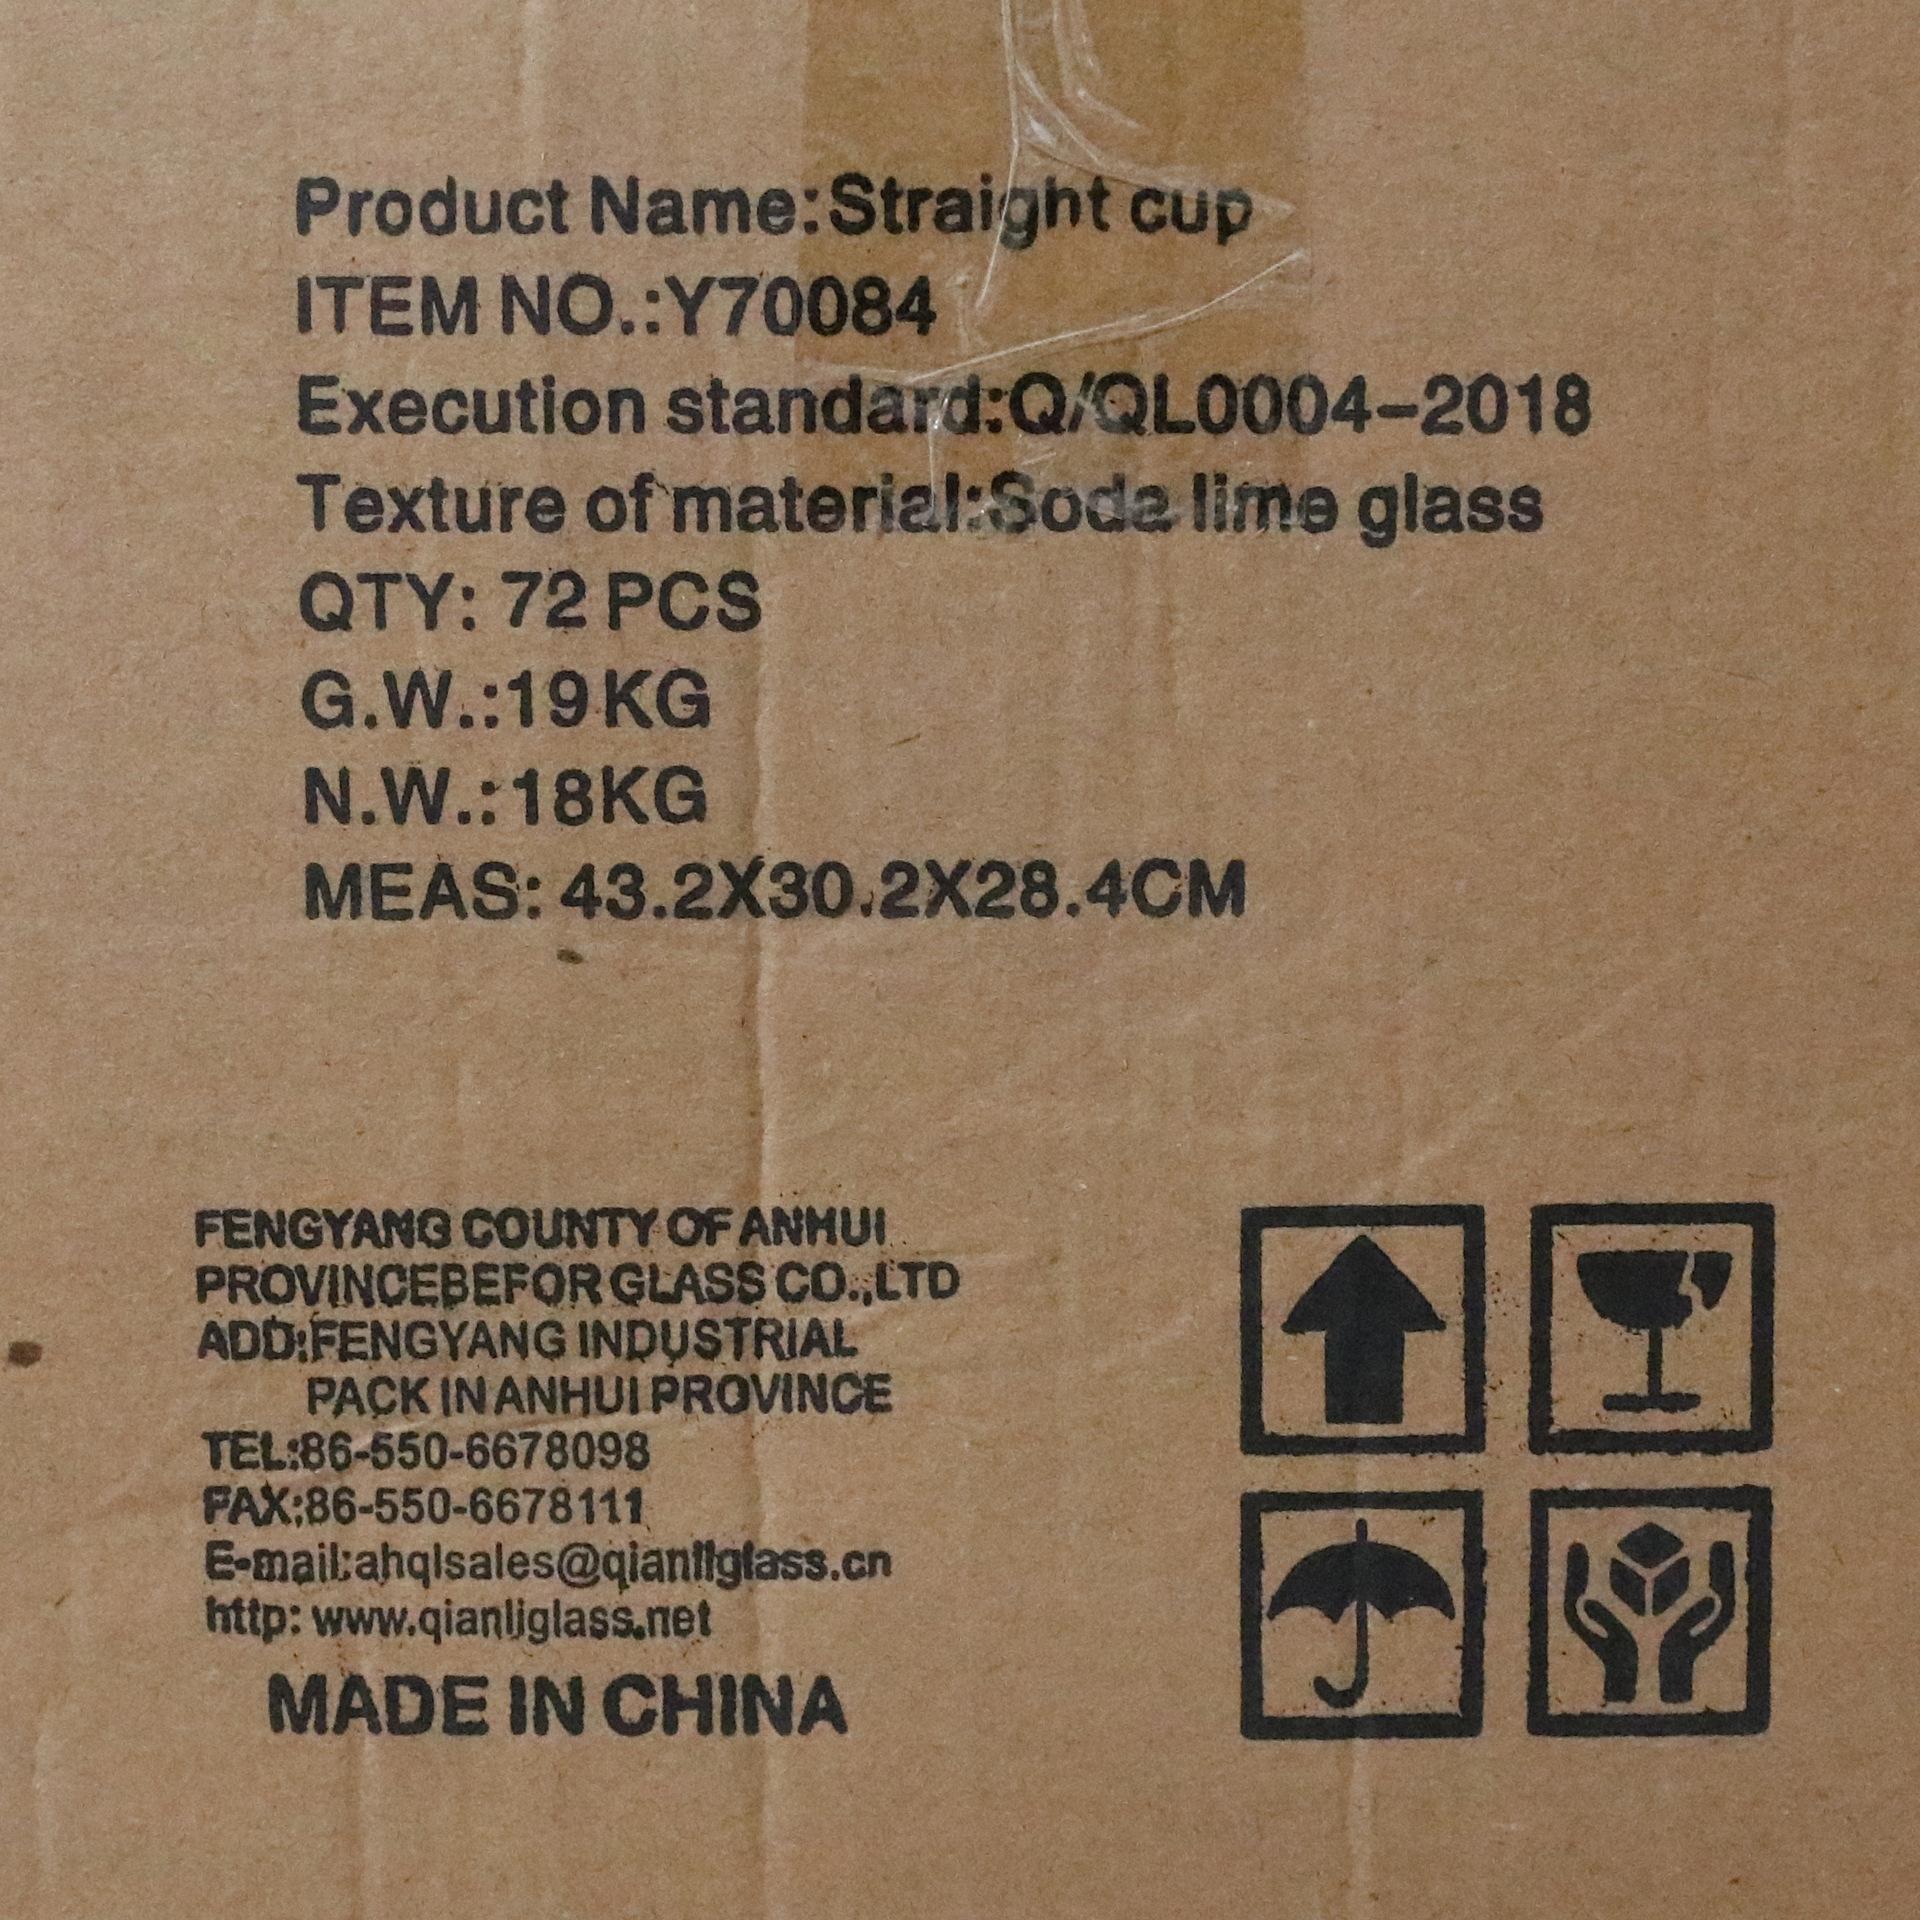 Product Name:Straight cup
ITEM NO.:Y70084
Execution standard:Q/QL0004-2018
Texture of material:Soda lime glass
QTY: 72 PCS
G.W.:19KG
N.W.:18KG
MEAS: 43.2X30.2X28.4CM
FENGYANG COUNTY OF ANHUI
PROVINCEBEFOR GLASS CO.,LTD
ADD:FENGYANG INDUSTRIAL
PACK IN ANHUI PROVINCE
TEL:86-550-6678098
FAX:86-550-6678111
E-mail:ahqlsales@qianliglass.cn
http: www.qianliglass.net
MADE IN CHINA